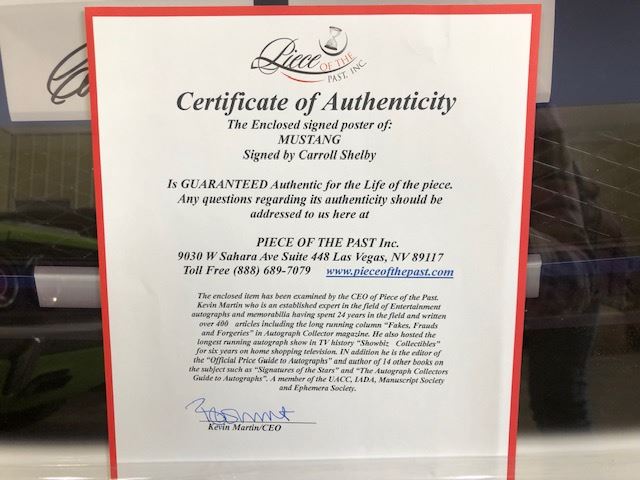 Piece
OF THE
PAST, INC.
Certificate of Authenticity
The Enclosed signed poster of:
MUSTANG
Signed by Carroll Shelby
Is GUARANTEED Authentic for the Life of the piece.
Any questions regarding its authenticity should be
addressed to us here at
PIECE OF THE PAST Inc.
9030 W Sahara Ave Suite 448 Las Vegas, NV 89117
Toll Free (888) 689-7079 www.pieceofthepast.com
The enclosed item has been examined by the CEO of Piece of the Past.
Kevin Martin who is an established expert in the field of Entertainment
autographs and memorabilia having spent 24 years in the field and written
over 400 articles including the long running column "Fakes, Frauds
and Forgeries" in Autograph Collector magazine. He also hosted the
longest running autograph show in TV history "Showbiz Collectibles"
for six years on home shopping television. IN addition he is the editor of
the "Official Price Guide to Autographs" and author of 14 other books on
the subject such as "Signatures of the Stars" and "The Autograph Collectors
Guide to Autographs". A member of the UACC, IADA, Manuscript Society
and Ephemera Society.
Kevin Martin/CEO